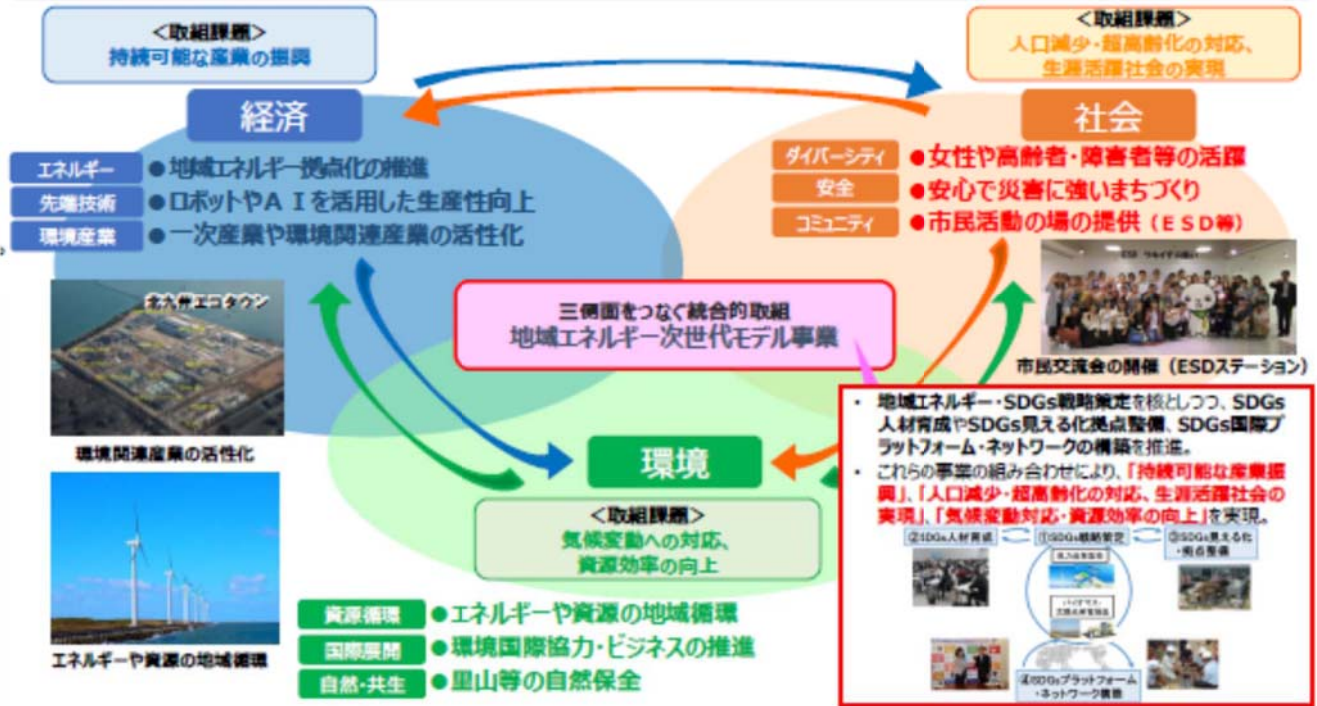 <取組課題>
持続可能な産業の振興
経済
エネルギー ●地域エネルギー拠点化の推進
先端技術 ●ロボットやAIを活用した生産性向上
環境産業 ●一次産業や環境関連産業の活性化
<取組課題>
人口減少・超高齢化の対応、
生涯活躍社会の実現
社会
ダイバーシティ ●女性や高齢者・障害者等の活躍
安全 ●安心で災害に強いまちづくり
コミュニティ ●市民活動の場の提供(ESD等)
北九州エコタウン
環境関連産業の活性化
エネルギーや資源の地域循環
三側面をつなぐ統合的取組
地域エネルギー次世代モデル事業
市民交流会の開催(ESDステーション)
環境
<取組課題>
気候変動への対応、
資源効率の向上
資源循環 ●エネルギーや資源の地域循環
国際展開 ●環境国際協力・ビジネスの推進
自然・共生 ●里山等の自然保全
・ 地域エネルギー・SDGs戦略策定を核としつつ、SDGs
人材育成やSDGs見える化拠点整備、SDGs国際プ
ラットフォーム・ネットワークの構築を推進。
・ これらの事業の組み合わせにより、「持続可能な産業振
興」、「人口減少・超高齢化の対応、生涯活躍社会の
実現」、「気候変動対応・資源効率の向上」を実現。
②SDGs人材育成
①SDGs戦略策定
③SDGs見える化
・拠点整備
④SDGsプラットフォーム
・ネットワーク構築